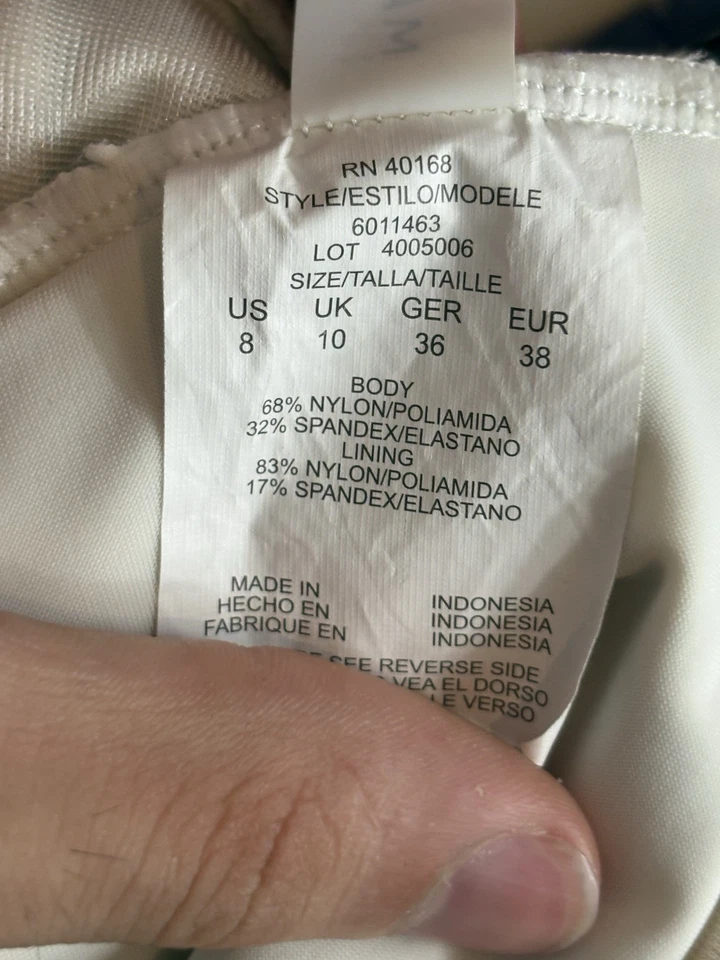 RN 40168
STYLE/ESTILO/MODELE
6011463
LOT 4005006
SIZE/TALLA/TAILLE
US UK GER EUR
8 10 36 38
BODY
68% NYLON/POLIAMIDA
32% SPANDEX/ELASTANO
LINING
83% NYLON/POLIAMIDA
17% SPANDEX/ELASTANO
MADE IN INDONESIA
HECHO EN INDONESIA
FABRIQUE EN INDONESIA
SEE REVERSE SIDE
VEA EL DORSO
LE VERSO